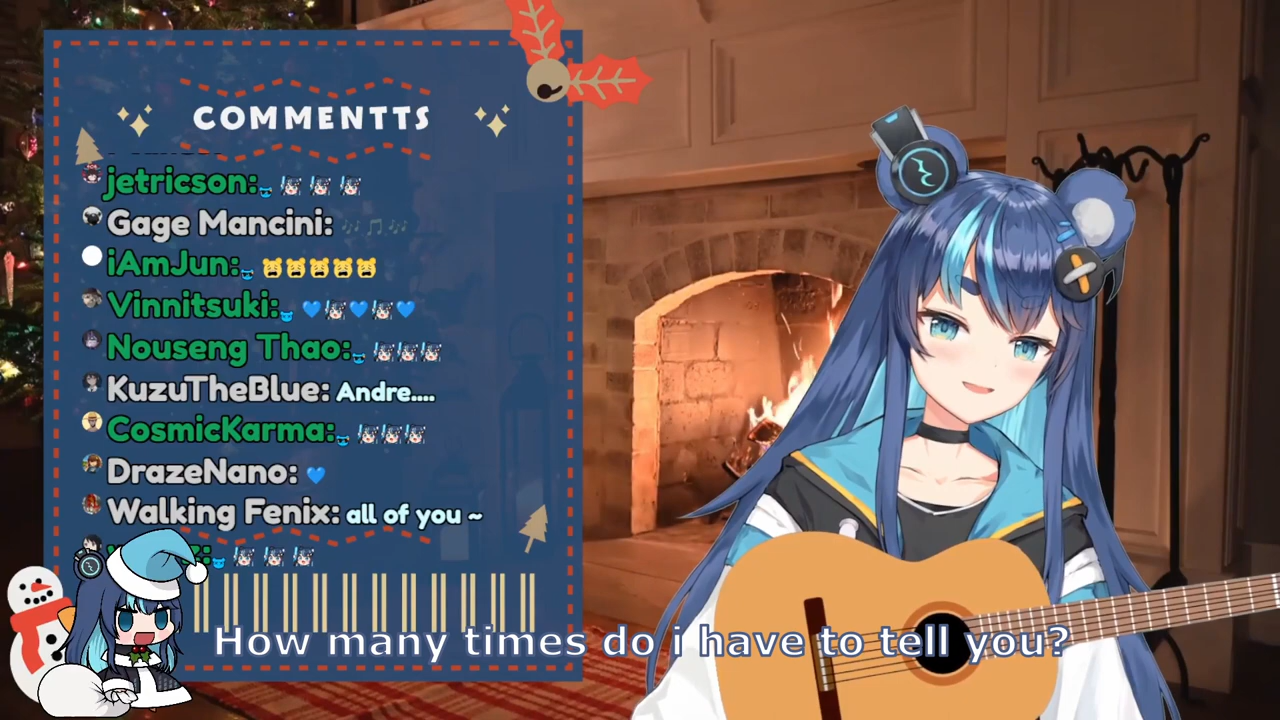 COMMENTTS
jetricson:
Gage Mancini:
iAmJun:
Vinnitsuki:
Nouseng Thao:
KuzuTheBlue: Andre....
CosmicKarma:
DrazeNano:
Walking Fenix: all of you ~
How many times do i have to tell you?